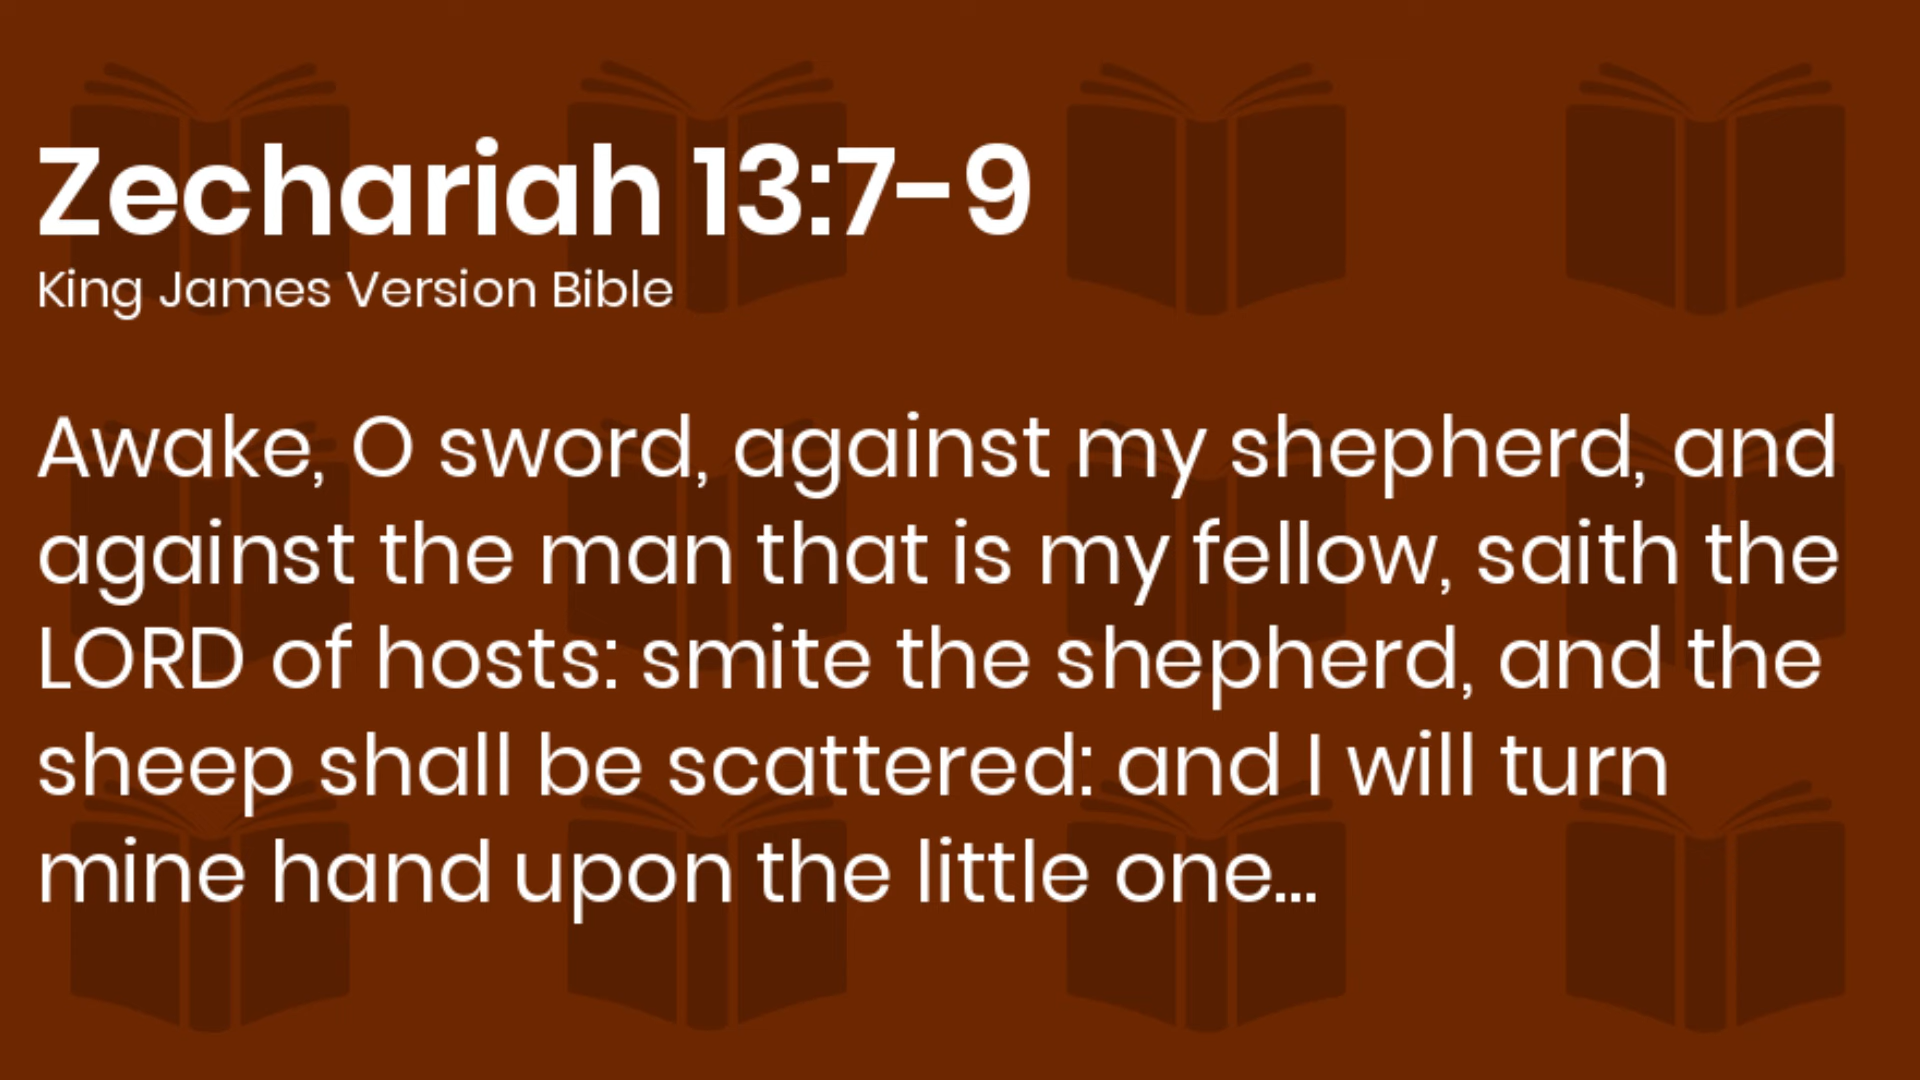 Zechariah 13:7-9
King James Version Bible
Awake, O sword, against my shepherd, and
against the man that is my fellow, saith the
LORD of hosts: smite the shepherd, and the
sheep shall be scattered: and I will turn
mine hand upon the little one...